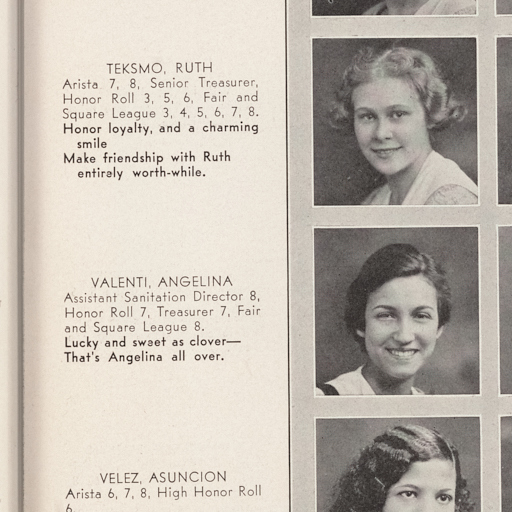 TEKSMO, RUTH
Arista 7, 8, Senior Treasurer,
Honor Roll 3, 5, 6, Fair and
Square League 3, 4, 5, 6, 7, 8.
Honor loyalty, and a charming
smile
Make friendship with Ruth
entirely worth-while.
VALENTI, ANGELINA
Assistant Sanitation Director 8,
Honor Roll 7, Treasurer 7, Fair
and Square League 8.
Lucky and sweet as clover—
That's Angelina all over.
VELEZ, ASUNCION
Arista 6, 7, 8, High Honor Roll
6